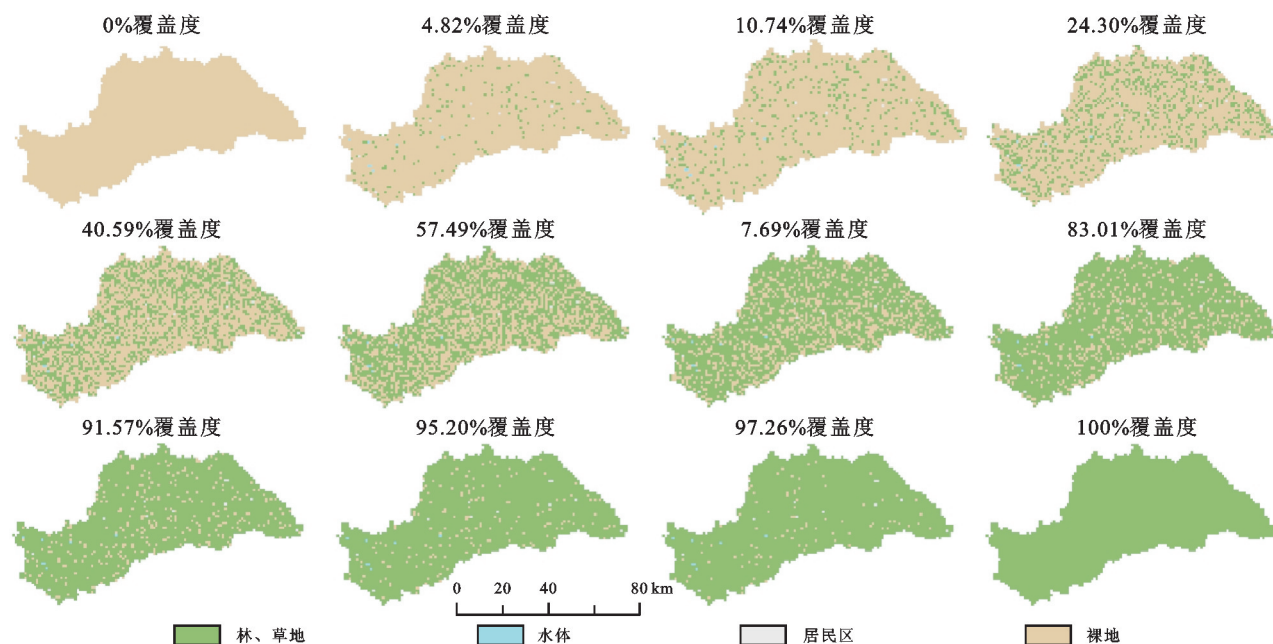 0%覆盖度 4.82%覆盖度 10.74%覆盖度 24.30%覆盖度
40.59%覆盖度 57.49%覆盖度 7.69%覆盖度 83.01%覆盖度
91.57%覆盖度 95.20%覆盖度 97.26%覆盖度 100%覆盖度
0 20 40 80 km
林、草地 水体 居民区 裸地